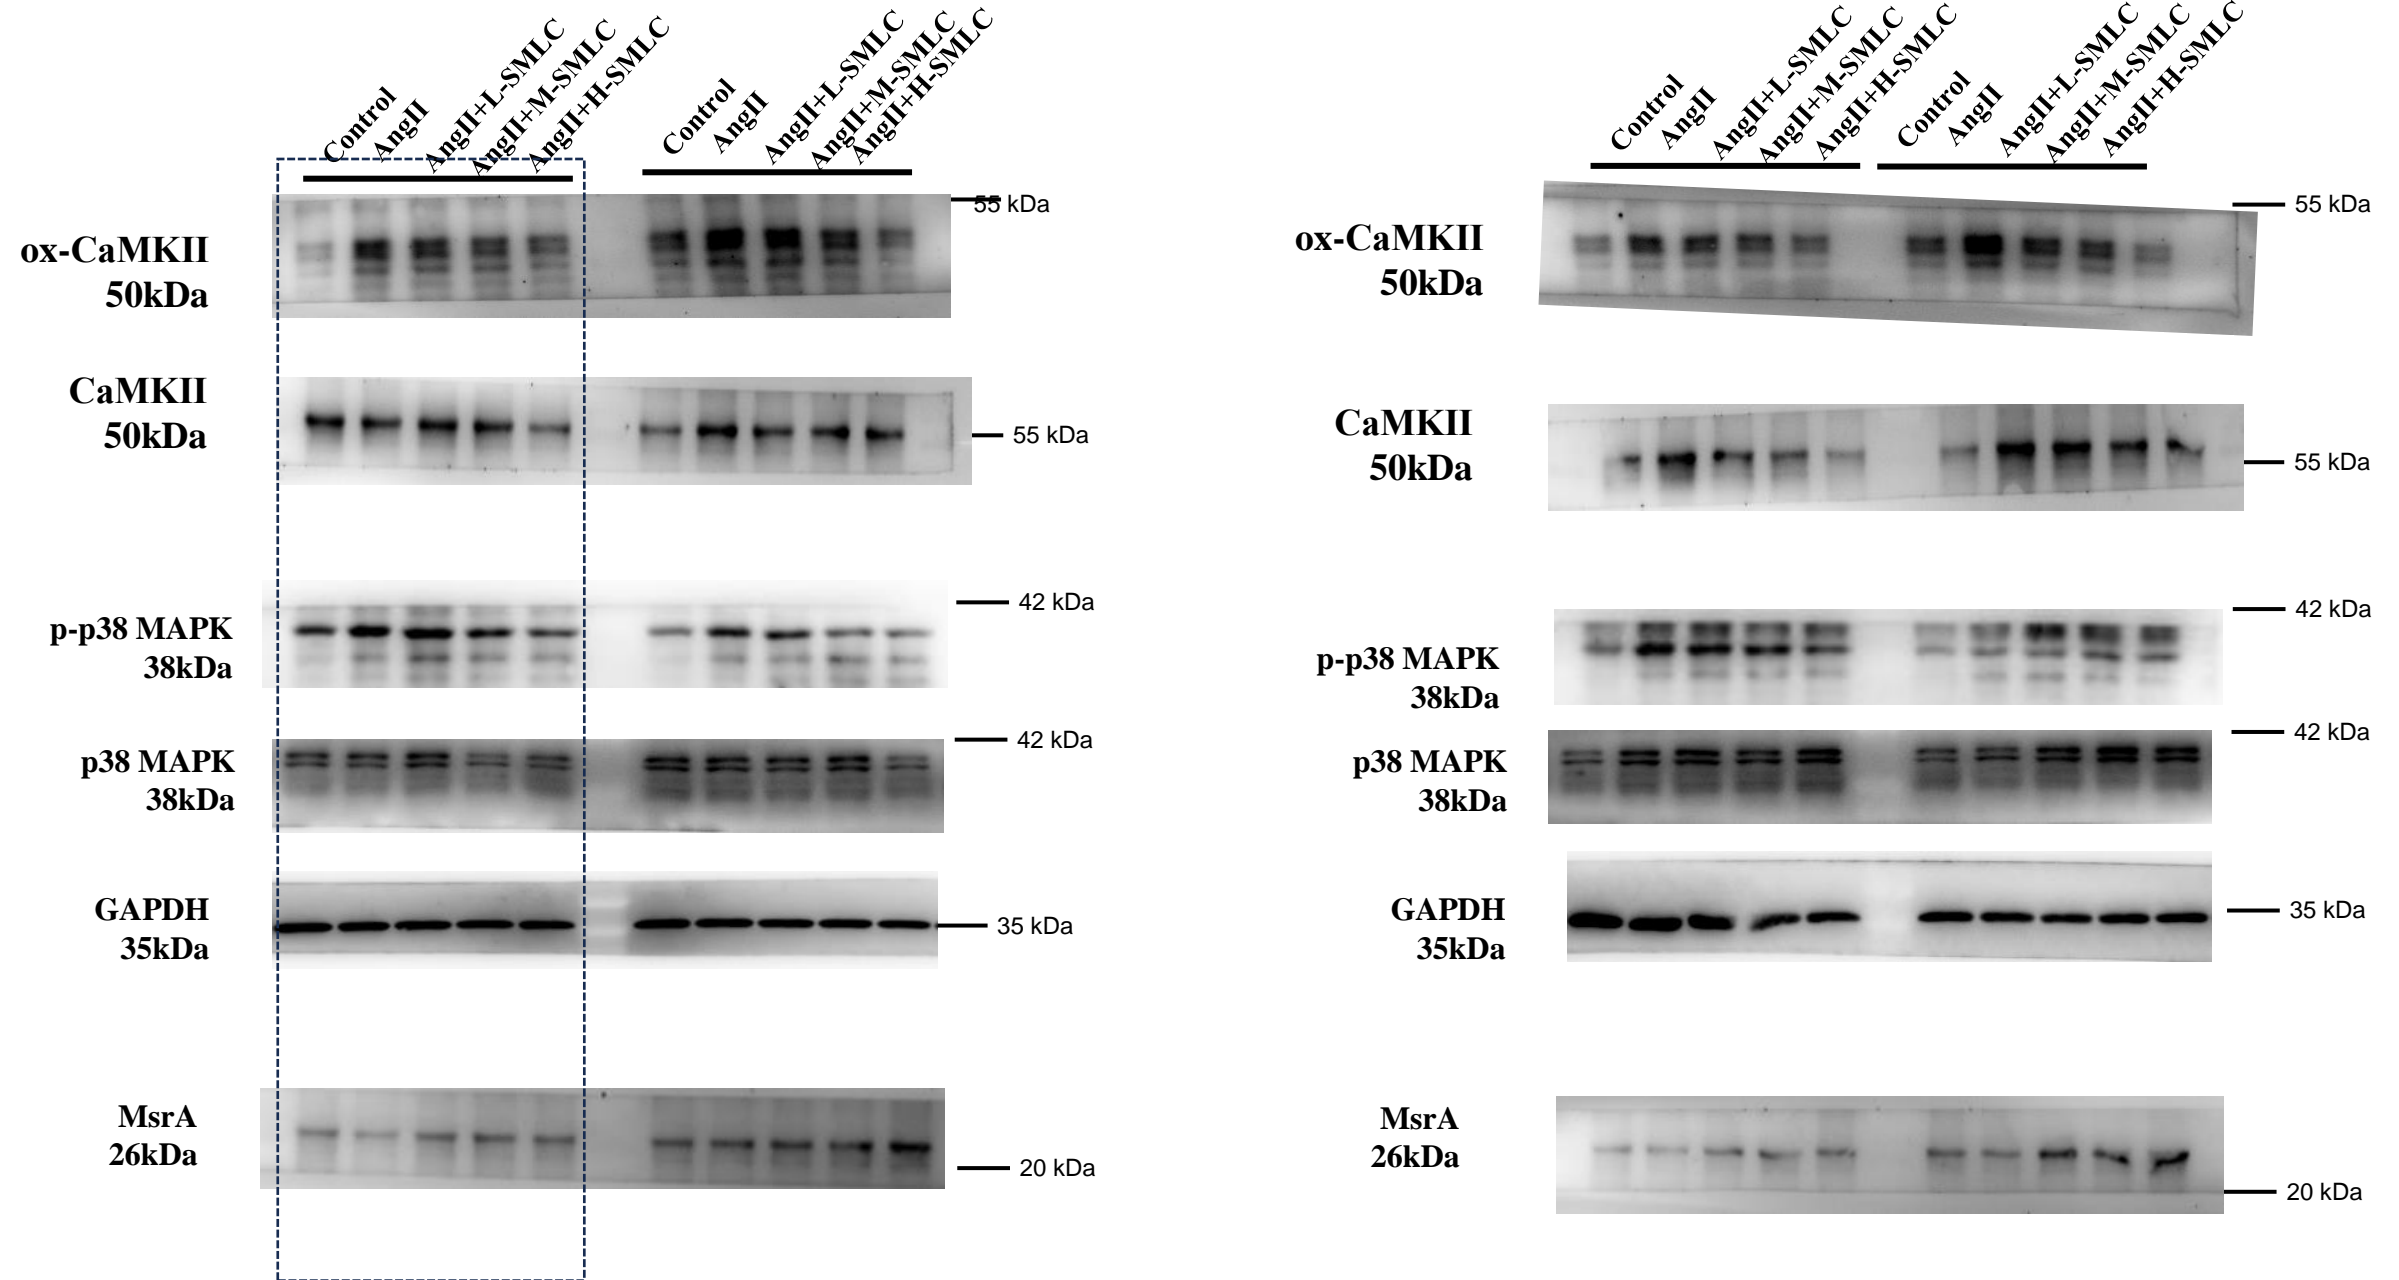 Control
AngII
AngII+L-SMLC
AngII+M-SMLC
AngII+H-SMLC
Control
AngII
AngII+L-SMLC
AngII+M-SMLC
AngII+H-SMLC
ox-CaMKII
50kDa
55 kDa
CaMKII
50kDa
55 kDa
p-p38 MAPK
38kDa
42 kDa
p38 MAPK
38kDa
42 kDa
GAPDH
35kDa
35 kDa
MsrA
26kDa
20 kDa
Control
AngII
AngII+L-SMLC
AngII+M-SMLC
AngII+H-SMLC
Control
AngII
AngII+L-SMLC
AngII+M-SMLC
AngII+H-SMLC
ox-CaMKII
50kDa
55 kDa
CaMKII
50kDa
55 kDa
p-p38 MAPK
38kDa
42 kDa
p38 MAPK
38kDa
42 kDa
GAPDH
35kDa
35 kDa
MsrA
26kDa
20 kDa